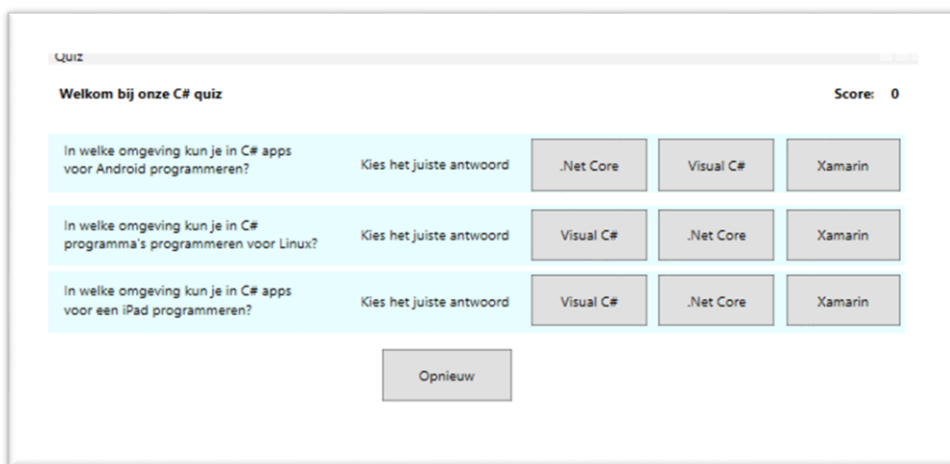 Quiz
Welkom bij onze C# quiz
Score: 0
In welke omgeving kun je in C# apps
voor Android programmeren?
Kies het juiste antwoord
.Net Core
Visual C#
Xamarin
In welke omgeving kun je in C#
programma's programmeren voor Linux?
Kies het juiste antwoord
Visual C#
.Net Core
Xamarin
In welke omgeving kun je in C# apps
voor een iPad programmeren?
Kies het juiste antwoord
Visual C#
.Net Core
Xamarin
Opnieuw